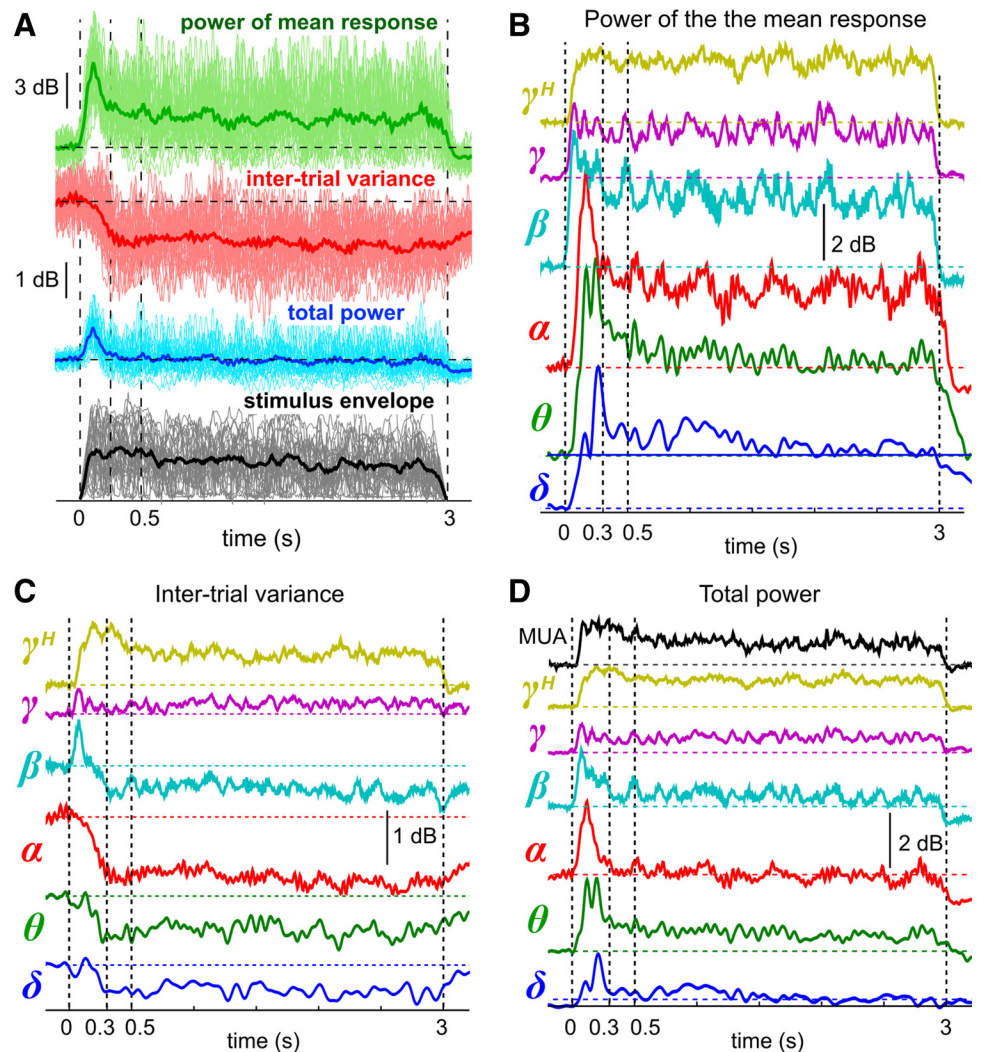 A
power of mean response
3 dB
inter-trial variance
1 dB
total power
stimulus envelope
0 0.5 3
time (s)
B
Power of the the mean response
γH
γ
β
2 dB
α
θ
δ
0 0.3 0.5 3
time (s)
C
Inter-trial variance
γH
γ
β
1 dB
α
θ
δ
0 0.3 0.5 3
time (s)
D
Total power
MUA
γH
γ
β
2 dB
α
θ
δ
0 0.3 0.5 3
time (s)